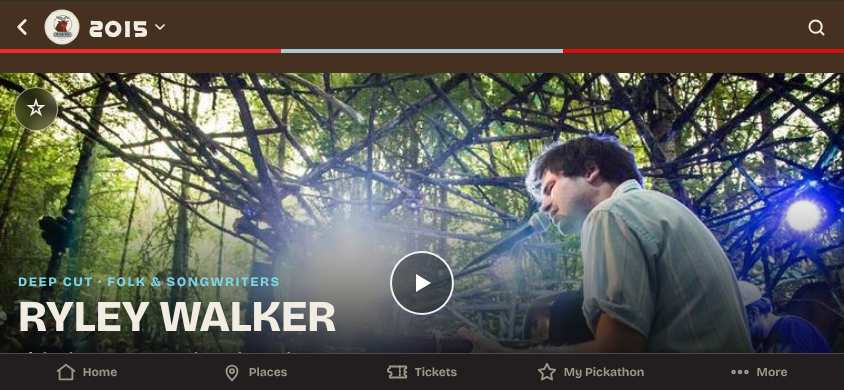 2015
DEEP CUT · FOLK & SONGWRITERS
RYLEY WALKER
Home
Places
Tickets
My Pickathon
More